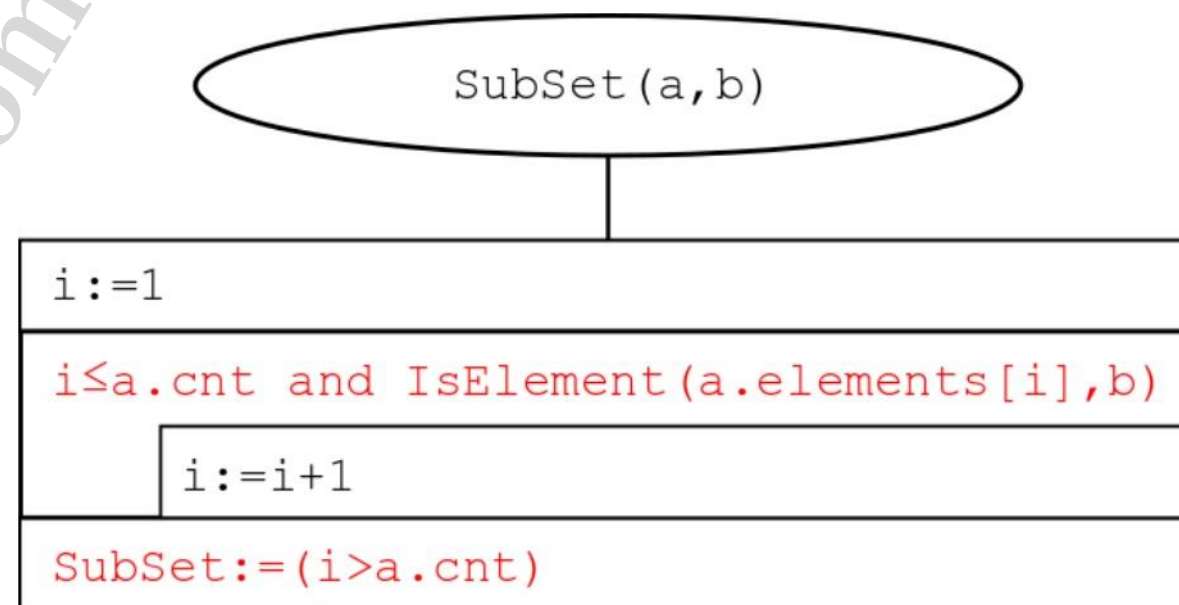 SubSet(a,b)
i:=1
i≤a.cnt and IsElement(a.elements[i],b)
i:=i+1
SubSet:=(i>a.cnt)